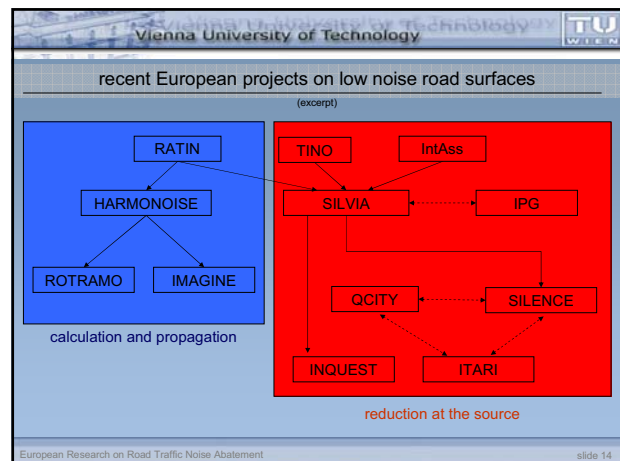 Vienna University of Technology
TU
WIEN
recent European projects on low noise road surfaces
(excerpt)
RATIN
HARMONOISE
ROTRAMO
IMAGINE
calculation and propagation
TINO
IntAss
SILVIA
IPG
QCITY
SILENCE
INQUEST
ITARI
reduction at the source
European Research on Road Traffic Noise Abatement
slide 14